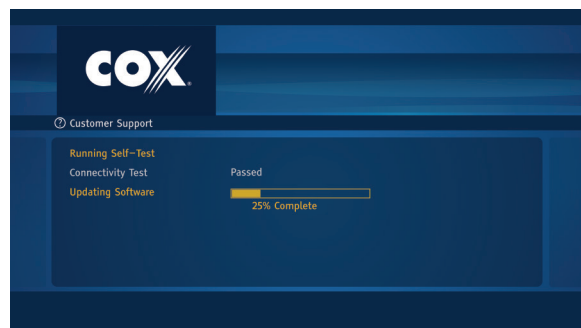 COX.
? Customer Support
Running Self-Test
Connectivity Test Passed
Updating Software
25% Complete